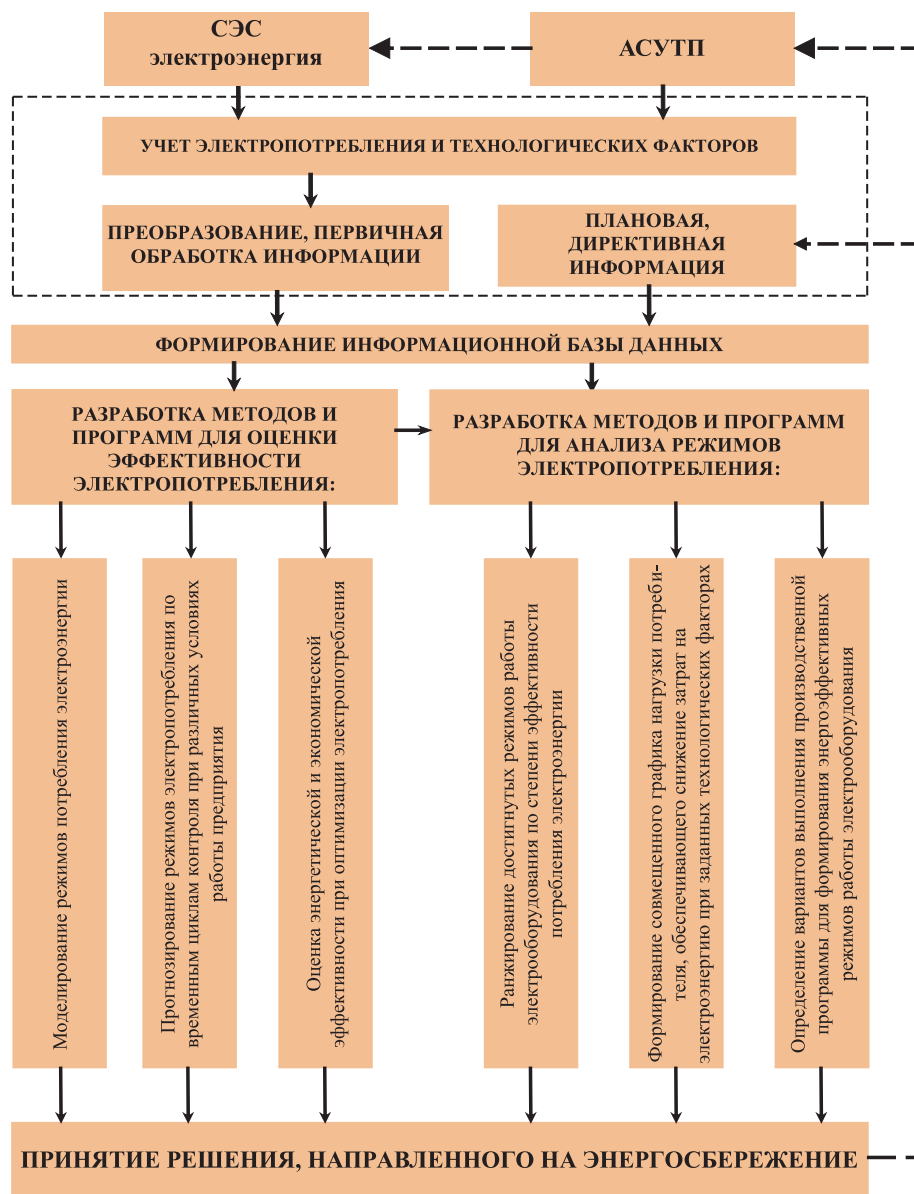 СЭС
электроэнергия
АСУТП
УЧЕТ ЭЛЕКТРОПОТРЕБЛЕНИЯ И ТЕХНОЛОГИЧЕСКИХ ФАКТОРОВ
ПРЕОБРАЗОВАНИЕ, ПЕРВИЧНАЯ
ОБРАБОТКА ИНФОРМАЦИИ
ПЛАНОВАЯ,
ДИРЕКТИВНАЯ
ИНФОРМАЦИЯ
ФОРМИРОВАНИЕ ИНФОРМАЦИОННОЙ БАЗЫ ДАННЫХ
РАЗРАБОТКА МЕТОДОВ И
ПРОГРАММ ДЛЯ ОЦЕНКИ
ЭФФЕКТИВНОСТИ
ЭЛЕКТРОПОТРЕБЛЕНИЯ:
РАЗРАБОТКА МЕТОДОВ И ПРОГРАММ
ДЛЯ АНАЛИЗА РЕЖИМОВ
ЭЛЕКТРОПОТРЕБЛЕНИЯ:
Моделирование режимов потребления электроэнергии
Прогнозирование режимов электропотребления по
временным циклам контроля при различных условиях
работы предприятия
Оценка энергетической и экономической
эффективности при оптимизации электропотребления
Ранжирование достигнутых режимов работы
электрооборудования по степени эффективности
потребления электроэнергии
Формирование совмещенного графика нагрузки потреби-
теля, обеспечивающего снижение затрат на
электроэнергию при заданных технологических факторах
Определение вариантов выполнения производственной
программы для формирования энергоэффективных
режимов работы электрооборудования
ПРИНЯТИЕ РЕШЕНИЯ, НАПРАВЛЕННОГО НА ЭНЕРГОСБЕРЕЖЕНИЕ